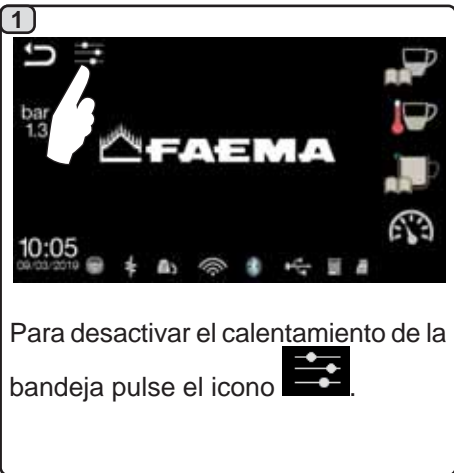 1
bar
1.3
FAEMA
10:05
09/03/2019
Para desactivar el calentamiento de la
bandeja pulse el icono .